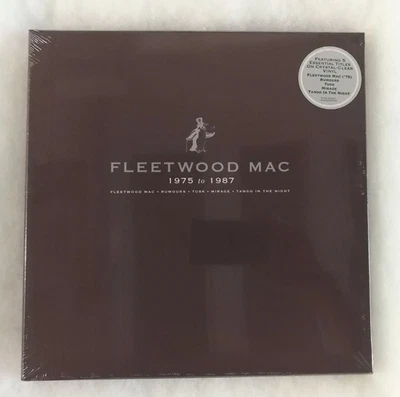 FEATURING 5
ESSENTIAL TITLES
ON CRYSTAL-CLEAR
VINYL
FLEETWOOD MAC ('75)
RUMOURS
TUSK
MIRAGE
TANGO IN THE NIGHT
FLEETWOOD MAC
1975 to 1987
FLEETWOOD MAC • RUMOURS • TUSK • MIRAGE • TANGO IN THE NIGHT